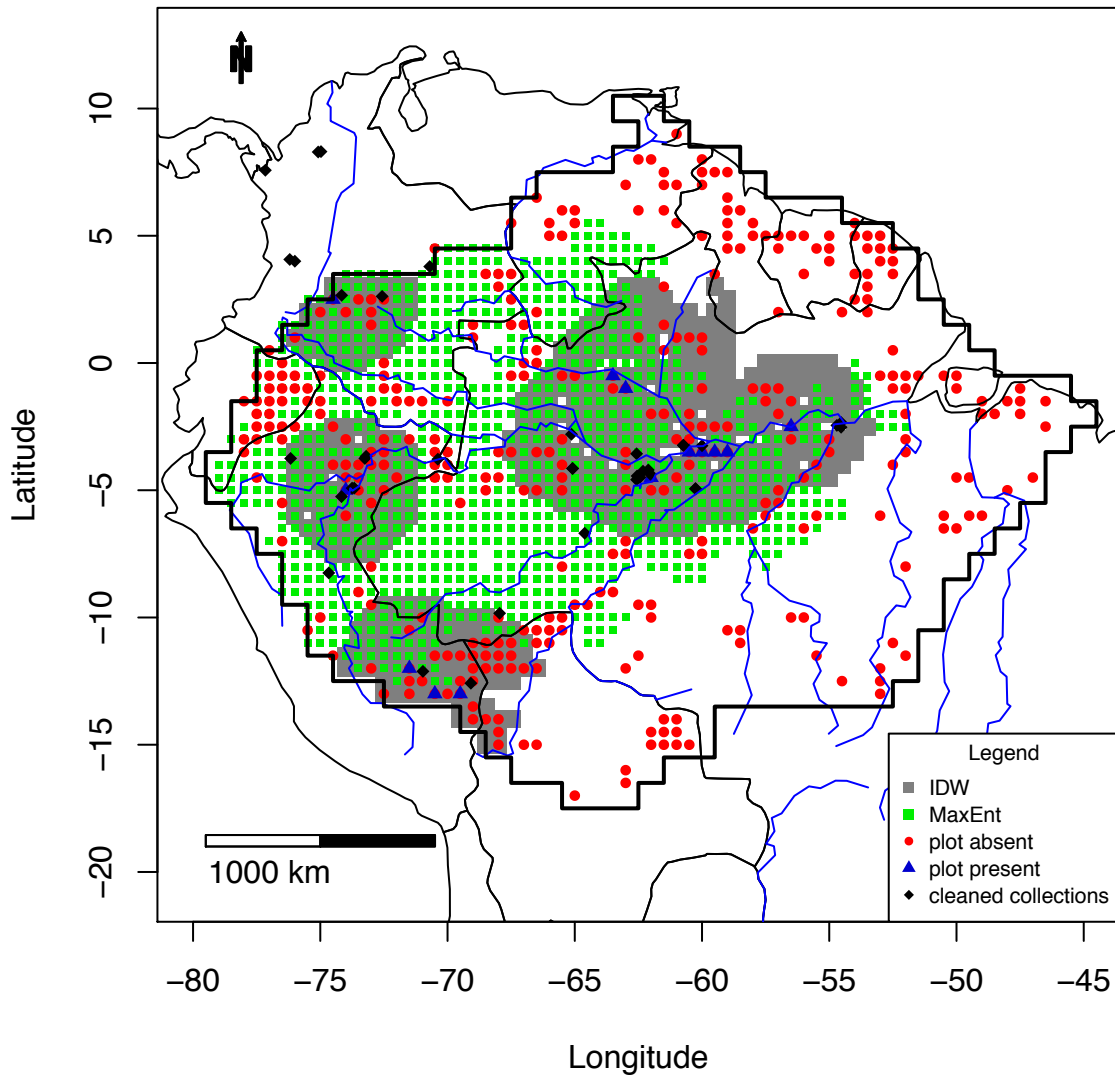 N
10
5
0
−5
−10
−15
−20
Latitude
1000 km
Legend
IDW
MaxEnt
plot absent
plot present
cleaned collections
−80
−75
−70
−65
−60
−55
−50
−45
Longitude